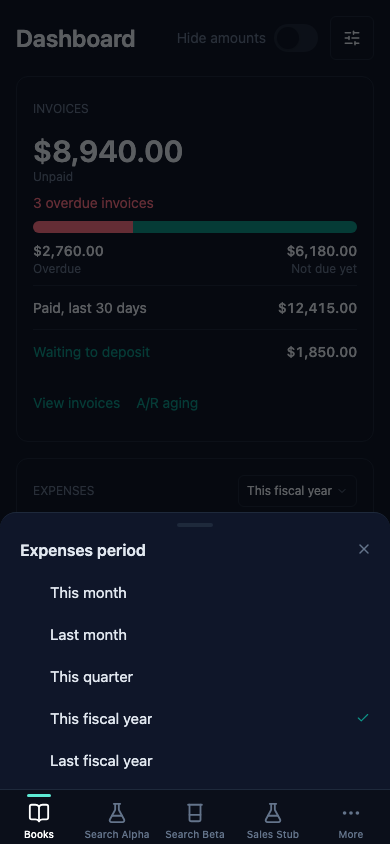 Dashboard
Hide amounts
INVOICES
$8,940.00
Unpaid
3 overdue invoices
$2,760.00 $6,180.00
Overdue Not due yet
Paid, last 30 days $12,415.00
Waiting to deposit $1,850.00
View invoices A/R aging
EXPENSES This fiscal year
Expenses period
This month
Last month
This quarter
This fiscal year
Last fiscal year
Books Search Alpha Search Beta Sales Stub More